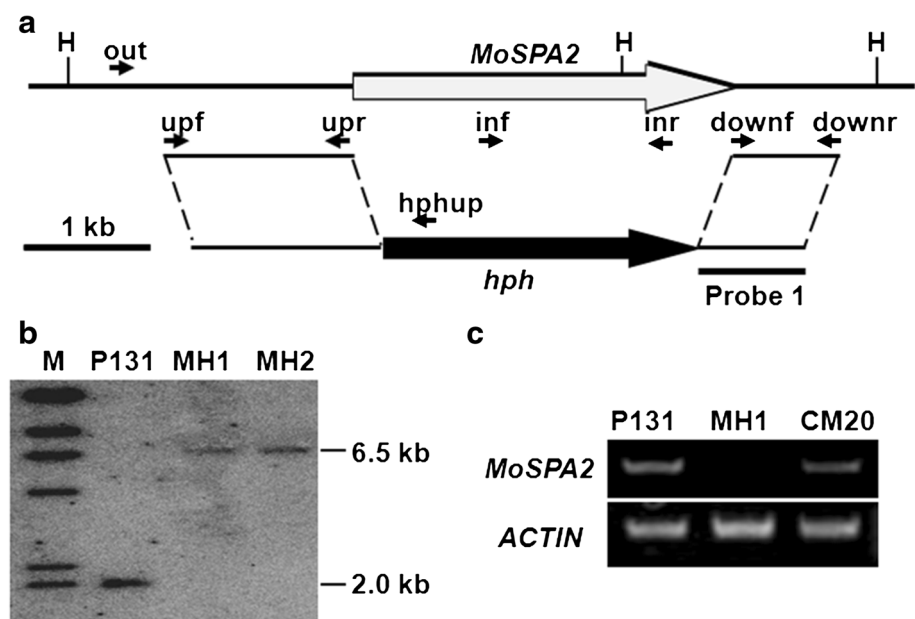 a
H out MoSPA2 H H
upf upr inf inr downf downr
hphup
1 kb
hph
Probe 1
b
M P131 MH1 MH2
6.5 kb
2.0 kb
c
P131 MH1 CM20
MoSPA2
ACTIN